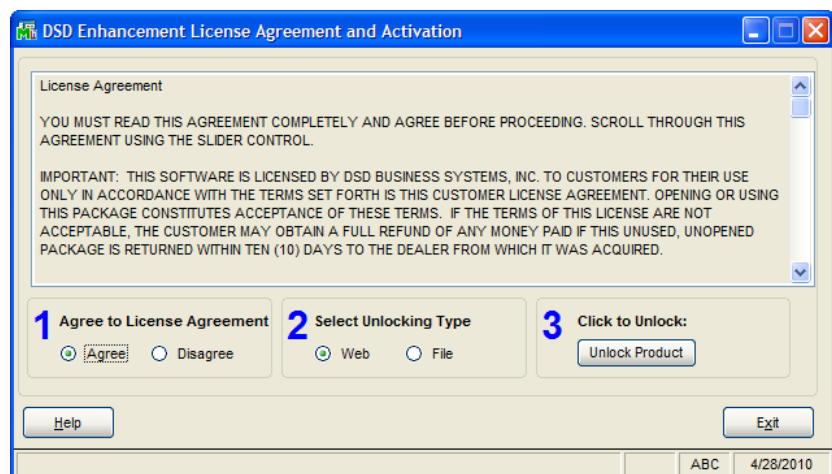 DSD Enhancement License Agreement and Activation
License Agreement
YOU MUST READ THIS AGREEMENT COMPLETELY AND AGREE BEFORE PROCEEDING. SCROLL THROUGH THIS
AGREEMENT USING THE SLIDER CONTROL.
IMPORTANT: THIS SOFTWARE IS LICENSED BY DSD BUSINESS SYSTEMS, INC. TO CUSTOMERS FOR THEIR USE
ONLY IN ACCORDANCE WITH THE TERMS SET FORTH IS THIS CUSTOMER LICENSE AGREEMENT. OPENING OR USING
THIS PACKAGE CONSTITUTES ACCEPTANCE OF THESE TERMS. IF THE TERMS OF THIS LICENSE ARE NOT
ACCEPTABLE, THE CUSTOMER MAY OBTAIN A FULL REFUND OF ANY MONEY PAID IF THIS UNUSED, UNOPENED
PACKAGE IS RETURNED WITHIN TEN (10) DAYS TO THE DEALER FROM WHICH IT WAS ACQUIRED.
1 Agree to License Agreement 2 Select Unlocking Type 3 Click to Unlock:
Agree Disagree Web File Unlock Product
Help Exit
ABC 4/28/2010